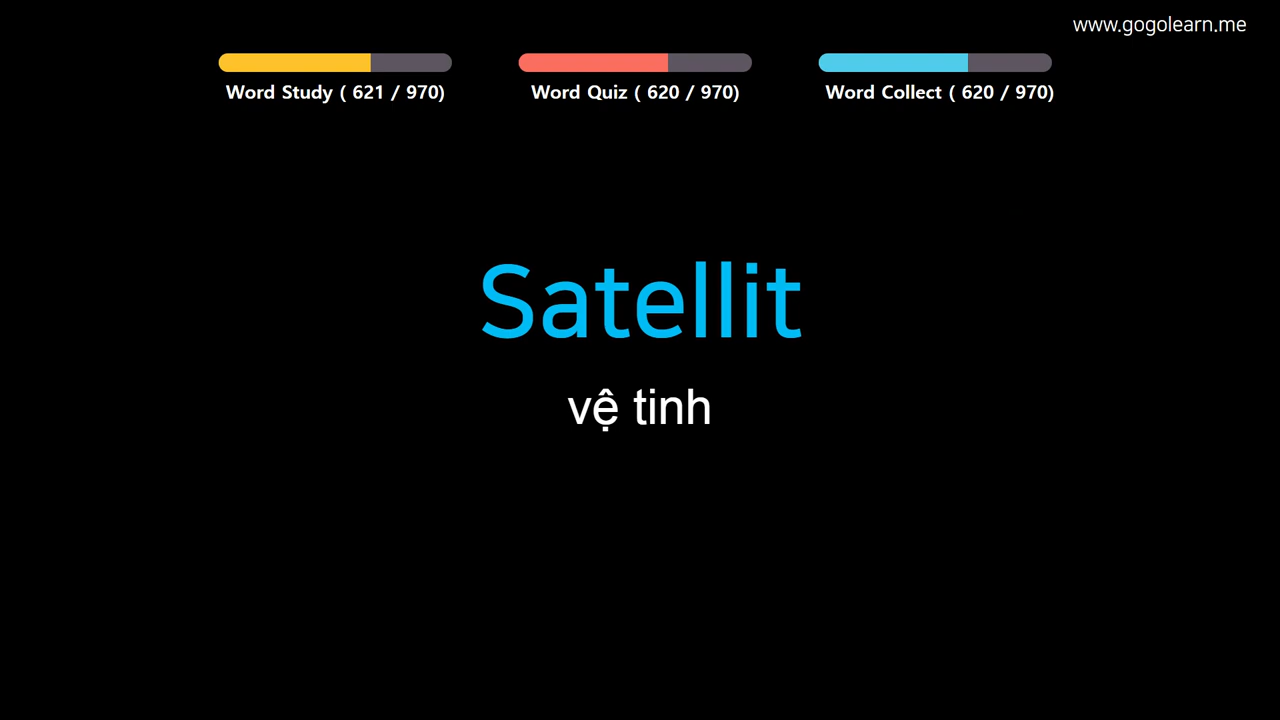 www.gogolearn.me
Word Study ( 621 / 970)
Word Quiz ( 620 / 970)
Word Collect ( 620 / 970)
Satellit
vệ tinh